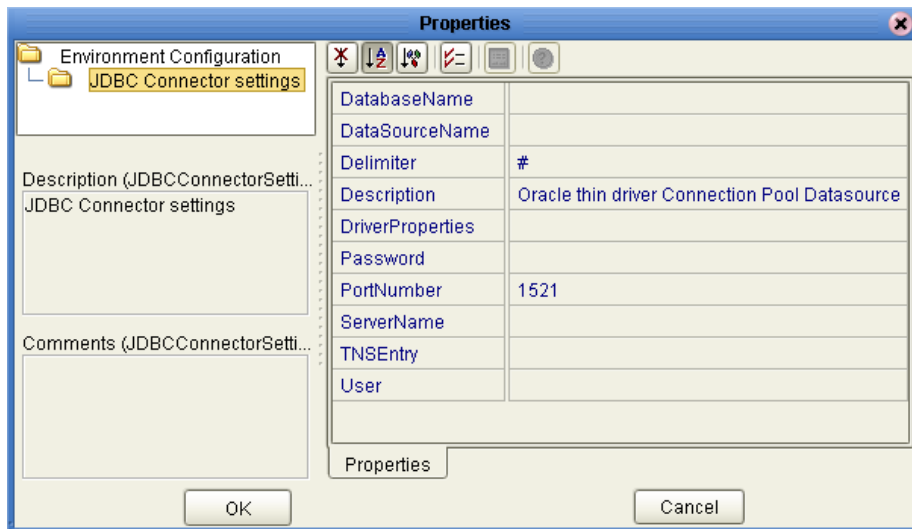 Properties
Environment Configuration
JDBC Connector settings
Description (JDBCConnectorSetti...
JDBC Connector settings
Comments (JDBCConnectorSetti...
DatabaseName
DataSourceName
Delimiter #
Description Oracle thin driver Connection Pool Datasource
DriverProperties
Password
PortNumber 1521
ServerName
TNSEntry
User
Properties
OK Cancel